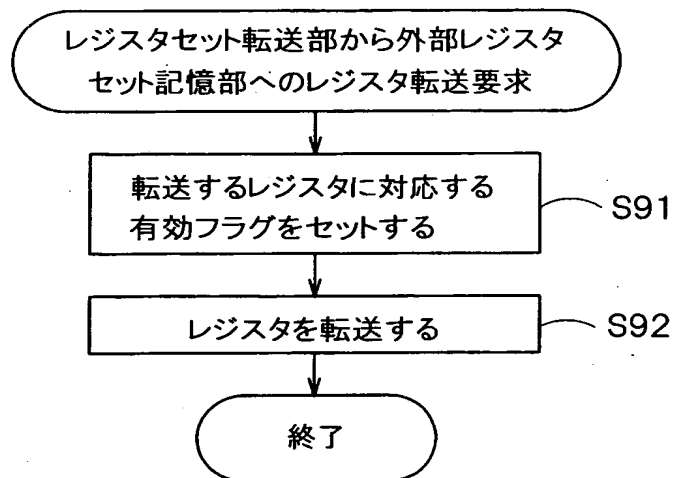 レジスタセット転送部から外部レジスタ
セット記憶部へのレジスタ転送要求
転送するレジスタに対応する
有効フラグをセットする
S91
レジスタを転送する
S92
終了